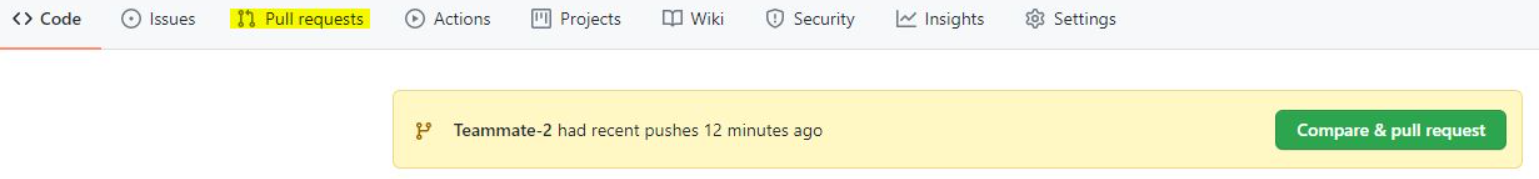 <> Code Issues Pull requests Actions Projects Wiki Security Insights Settings
Teammate-2 had recent pushes 12 minutes ago Compare & pull request